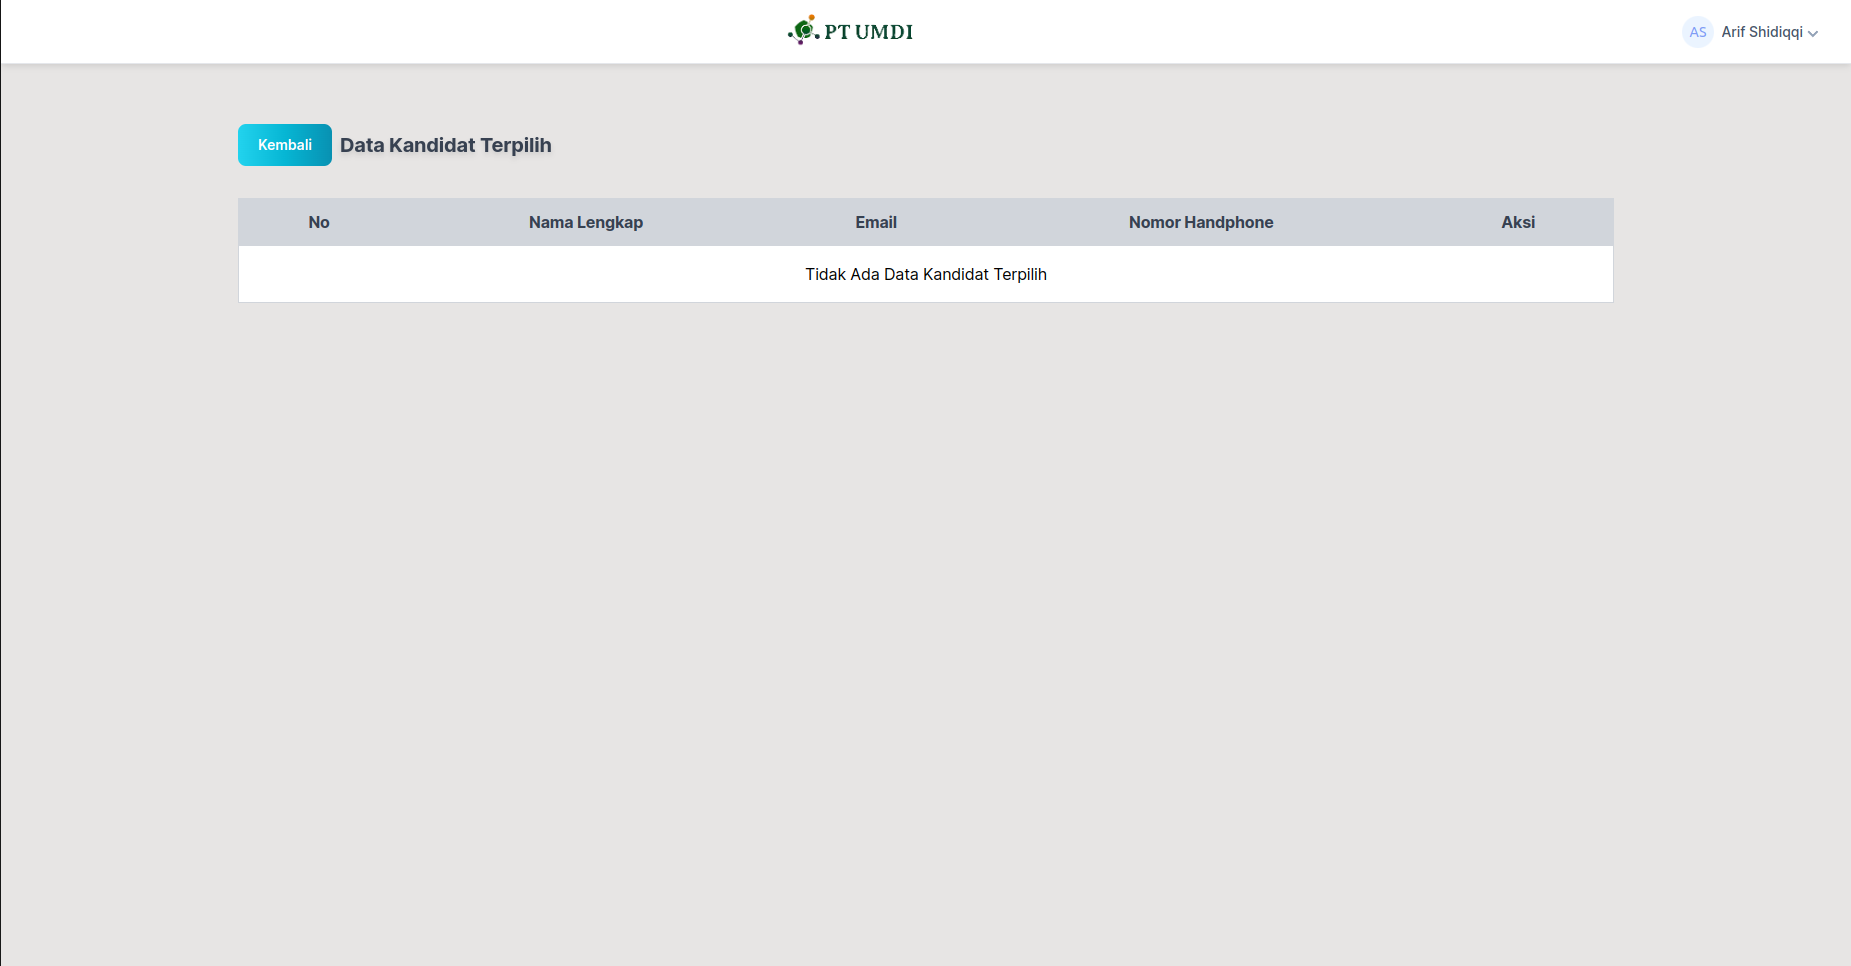 PT UMDI
AS Arif Shidiqqi
Kembali Data Kandidat Terpilih
No Nama Lengkap Email Nomor Handphone Aksi
Tidak Ada Data Kandidat Terpilih